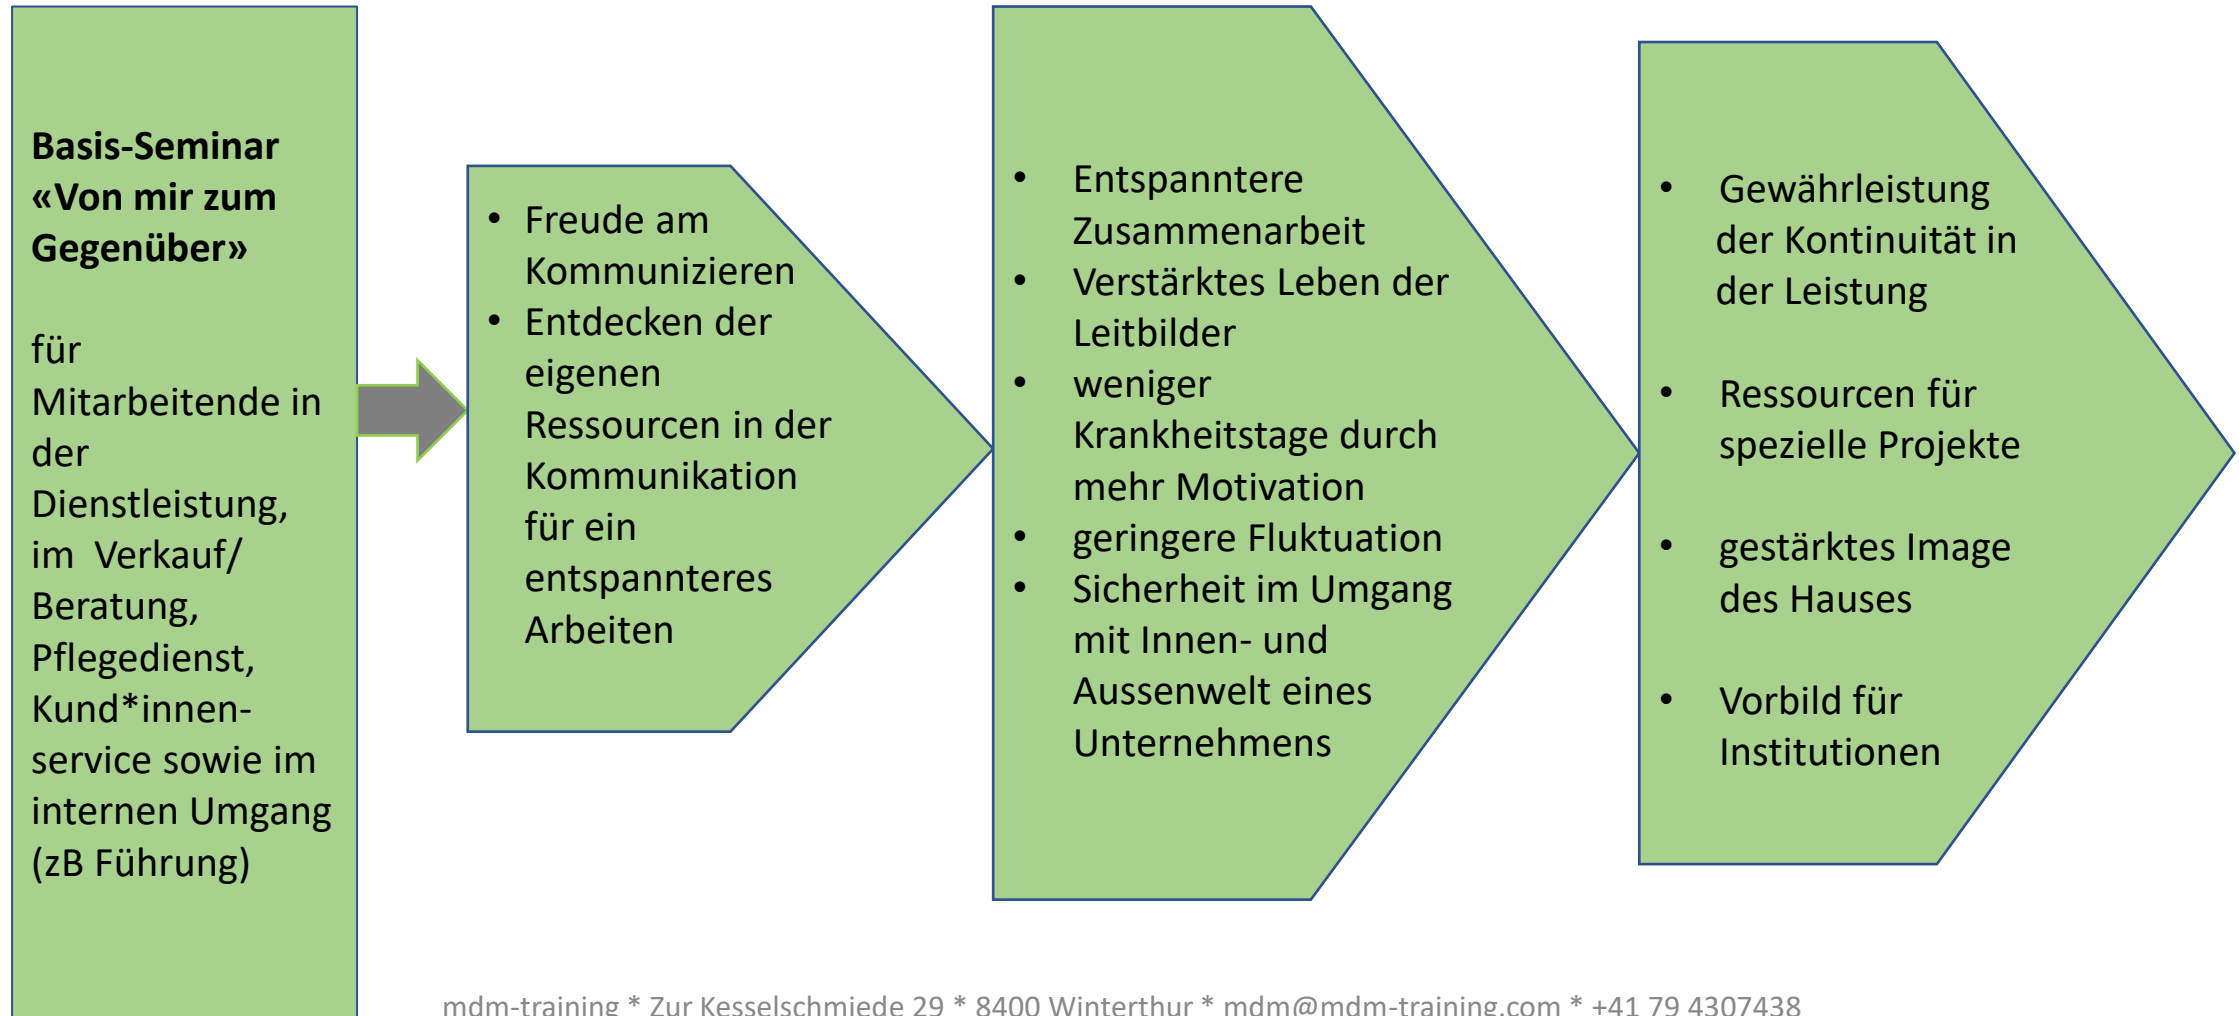 Basis-Seminar
«Von mir zum
Gegenüber»
für
Mitarbeitende in
der
Dienstleistung,
im  Verkauf/
Beratung,
Pflegedienst,
Kund*innen-
service sowie im
internen Umgang
(zB Führung)
• Freude am
Kommunizieren
• Entdecken der
eigenen
Ressourcen in der
Kommunikation
für ein
entspannteres
Arbeiten
• Entspanntere
Zusammenarbeit
• Verstärktes Leben der
Leitbilder
• weniger
Krankheitstage durch
mehr Motivation
• geringere Fluktuation
• Sicherheit im Umgang
mit Innen- und
Aussenwelt eines
Unternehmens
• Gewährleistung
der Kontinuität in
der Leistung
• Ressourcen für
spezielle Projekte
• gestärktes Image
des Hauses
• Vorbild für
Institutionen
mdm-training * Zur Kesselschmiede 29 * 8400 Winterthur * mdm@mdm-training.com * +41 79 4307438